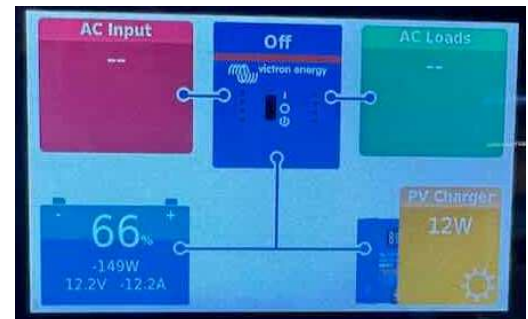 AC Input
--
Off
victron energy
I
AC Loads
--
- +
66%
-149W
12.2V -12.2A
PV Charger
12W